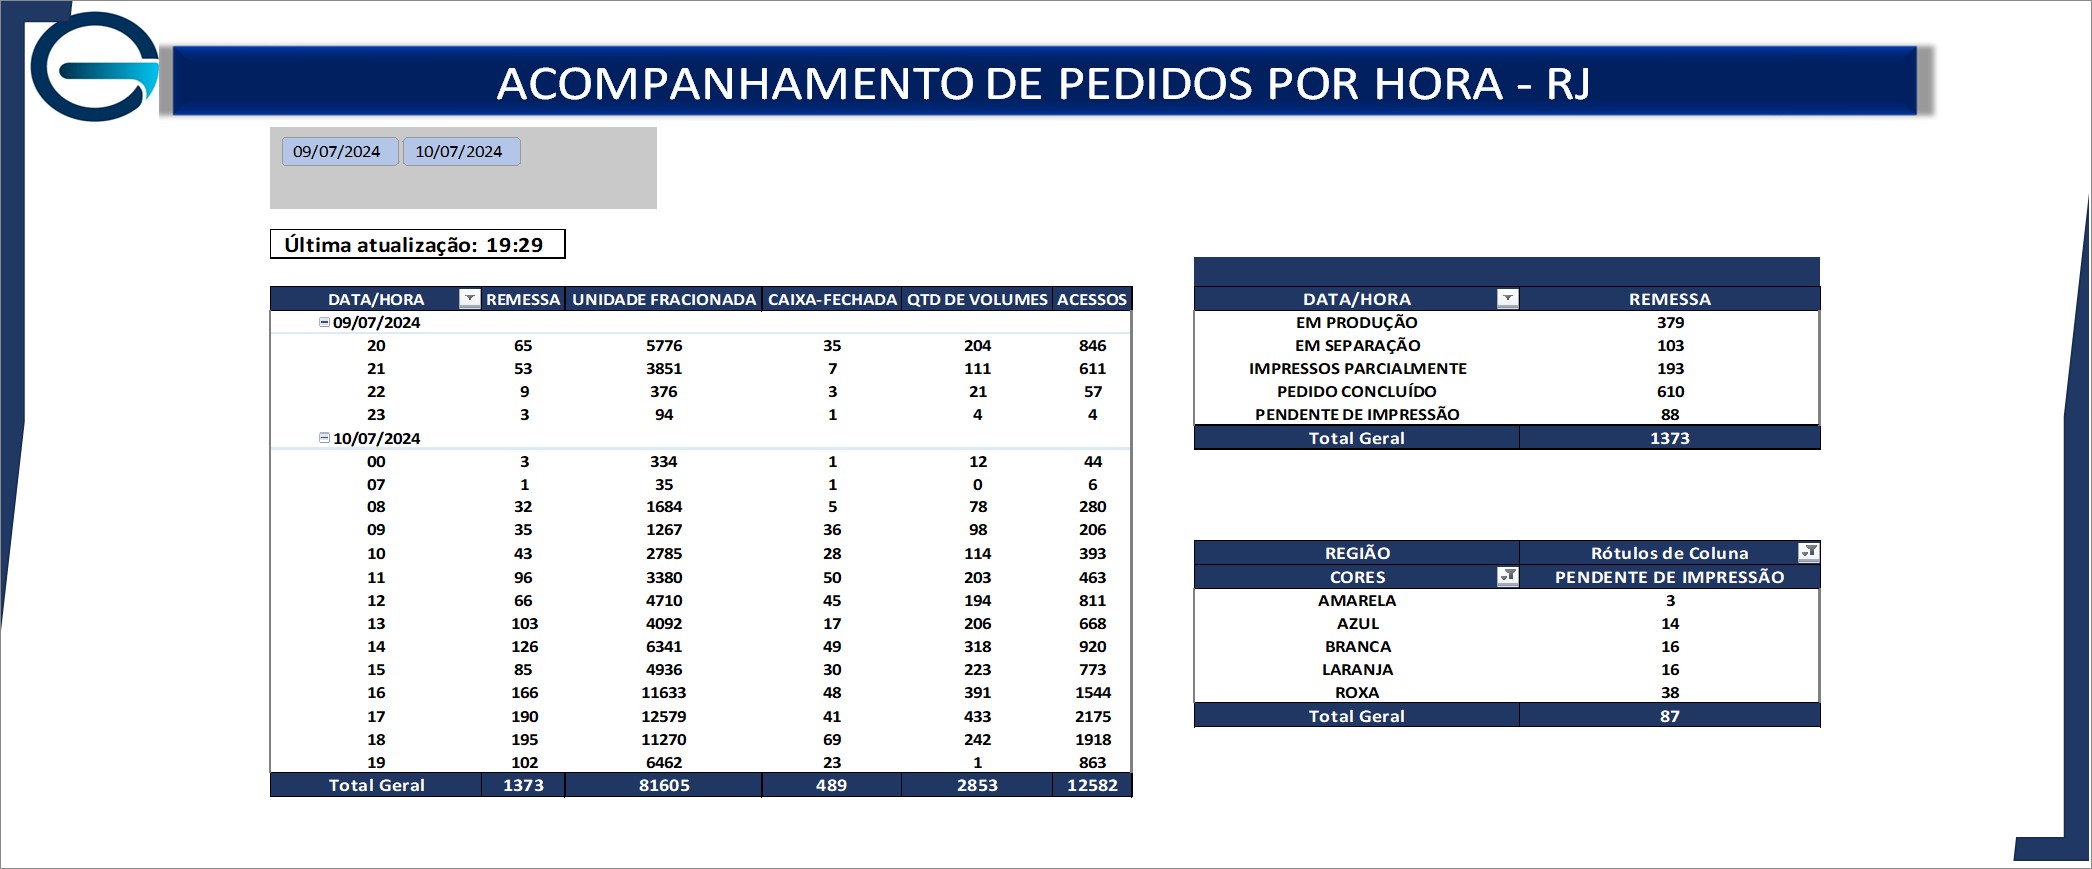 ACOMPANHAMENTO DE PEDIDOS POR HORA - RJ
09/07/2024 10/07/2024
Última atualização: 19:29
DATA/HORA REMESSA UNIDADE FRACIONADA CAIXA-FECHADA QTD DE VOLUMES ACESSOS
09/07/2024
20 65 5776 35 204 846
21 53 3851 7 111 611
22 9 376 3 21 57
23 3 94 1 4 4
10/07/2024
00 3 334 1 12 44
07 1 35 1 0 6
08 32 1684 5 78 280
09 35 1267 36 98 206
10 43 2785 28 114 393
11 96 3380 50 203 463
12 66 4710 45 194 811
13 103 4092 17 206 668
14 126 6341 49 318 920
15 85 4936 30 223 773
16 166 11633 48 391 1544
17 190 12579 41 433 2175
18 195 11270 69 242 1918
19 102 6462 23 1 863
Total Geral 1373 81605 489 2853 12582
DATA/HORA REMESSA
EM PRODUÇÃO 379
EM SEPARAÇÃO 103
IMPRESSOS PARCIALMENTE 193
PEDIDO CONCLUÍDO 610
PENDENTE DE IMPRESSÃO 88
Total Geral 1373
REGIÃO Rótulos de Coluna
CORES PENDENTE DE IMPRESSÃO
AMARELA 3
AZUL 14
BRANCA 16
LARANJA 16
ROXA 38
Total Geral 87